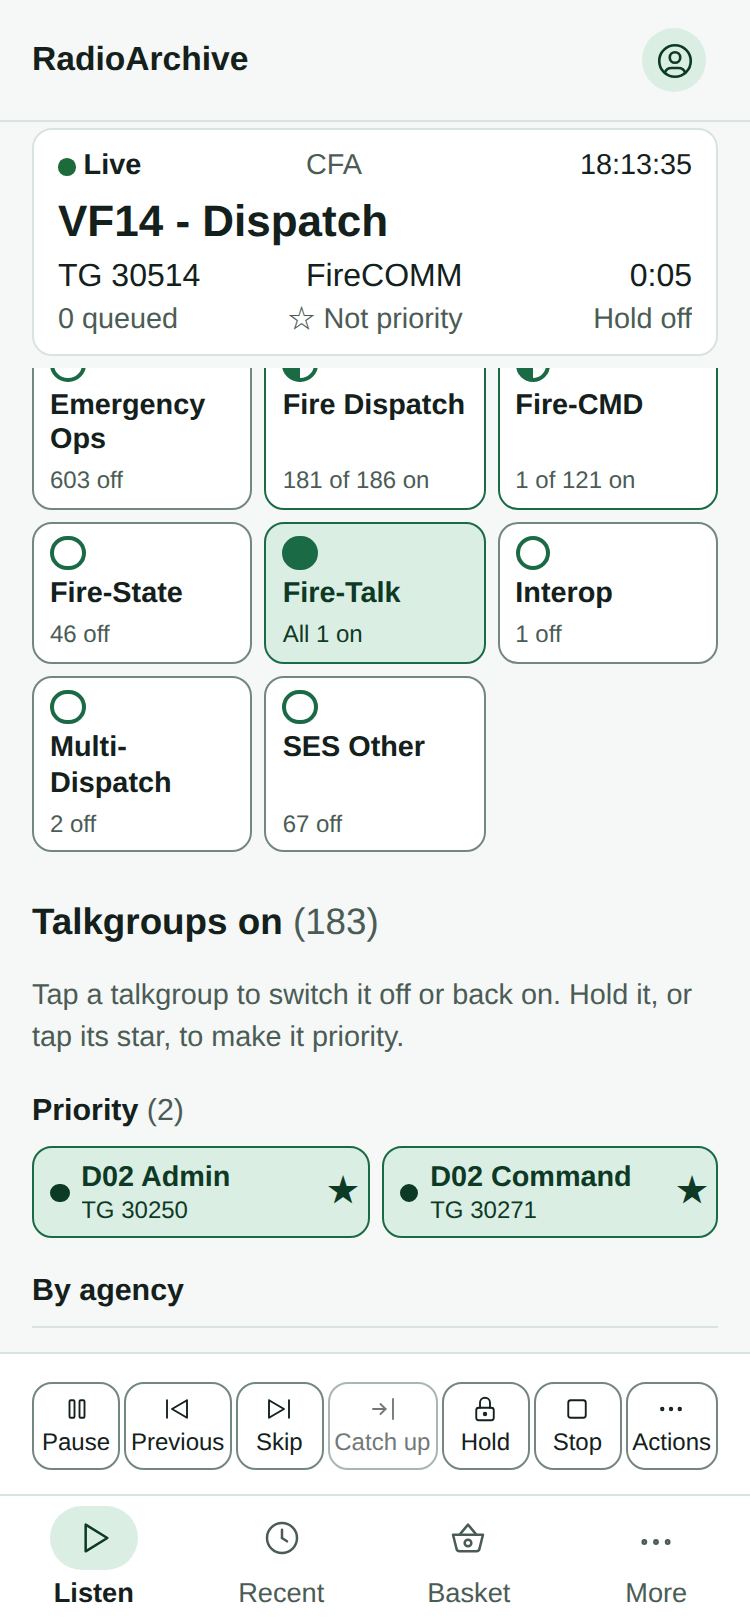 RadioArchive
Live CFA 18:13:35
VF14 - Dispatch
TG 30514 FireCOMM 0:05
0 queued ☆ Not priority Hold off
Emergency Ops
603 off
Fire Dispatch
181 of 186 on
Fire-CMD
1 of 121 on
Fire-State
46 off
Fire-Talk
All 1 on
Interop
1 off
Multi-
Dispatch
2 off
SES Other
67 off
Talkgroups on (183)
Tap a talkgroup to switch it off or back on. Hold it, or
tap its star, to make it priority.
Priority (2)
D02 Admin
TG 30250
★
D02 Command
TG 30271
★
By agency
Pause Previous Skip Catch up Hold Stop Actions
Listen Recent Basket More